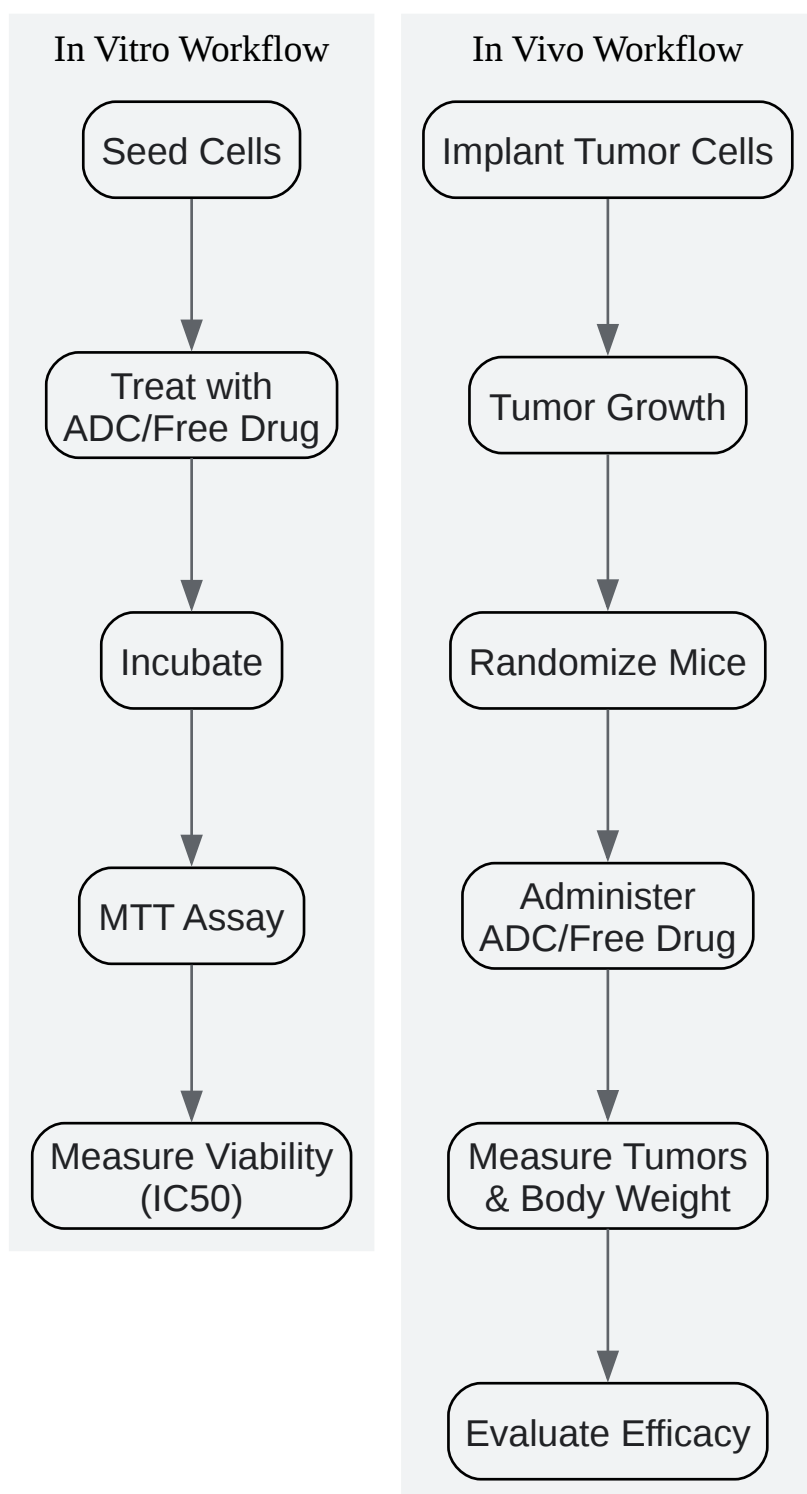 In Vitro Workflow
Seed Cells
Treat with
ADC/Free Drug
Incubate
MTT Assay
Measure Viability
(IC50)
In Vivo Workflow
Implant Tumor Cells
Tumor Growth
Randomize Mice
Administer
ADC/Free Drug
Measure Tumors
& Body Weight
Evaluate Efficacy